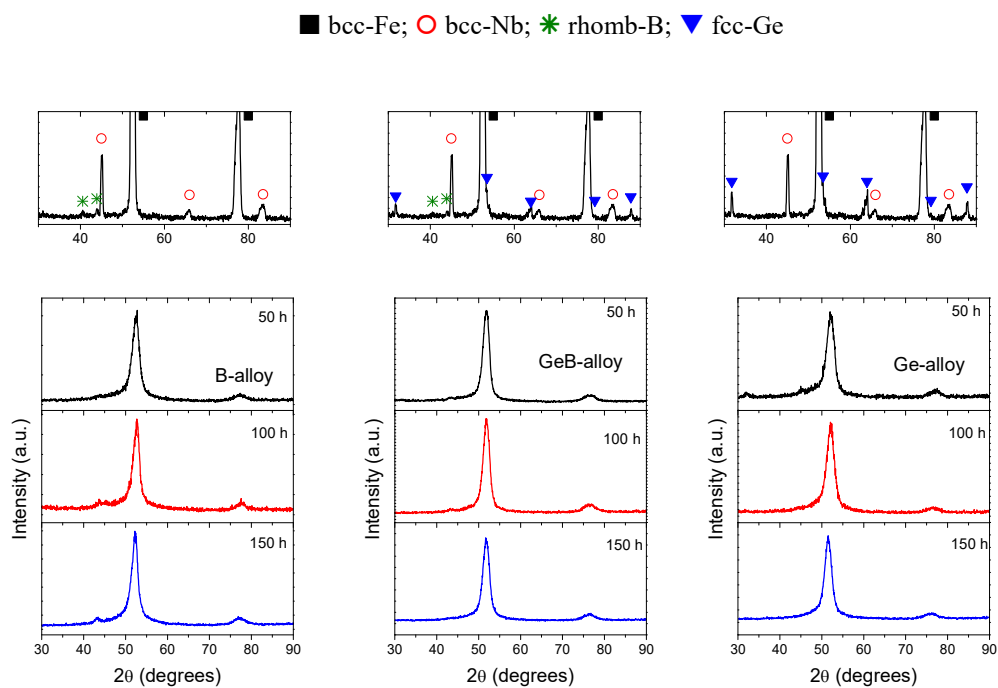 ■ bcc-Fe; ○ bcc-Nb; ✳ rhomb-B; ▼ fcc-Ge
40 60 80
40 60 80
40 60 80
50 h
B-alloy
100 h
150 h
Intensity (a.u.)
30 40 50 60 70 80 90
2θ (degrees)
50 h
GeB-alloy
100 h
150 h
Intensity (a.u.)
30 40 50 60 70 80 90
2θ (degrees)
50 h
Ge-alloy
100 h
150 h
Intensity (a.u.)
30 40 50 60 70 80 90
2θ (degrees)